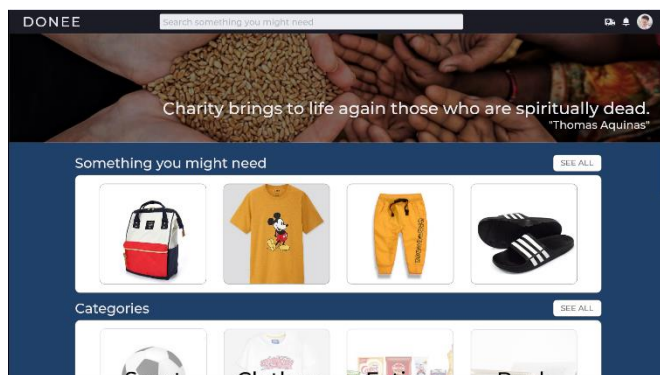 DONEE
Search something you might need
Charity brings to life again those who are spiritually dead.
"Thomas Aquinas"
Something you might need
SEE ALL
Categories
SEE ALL